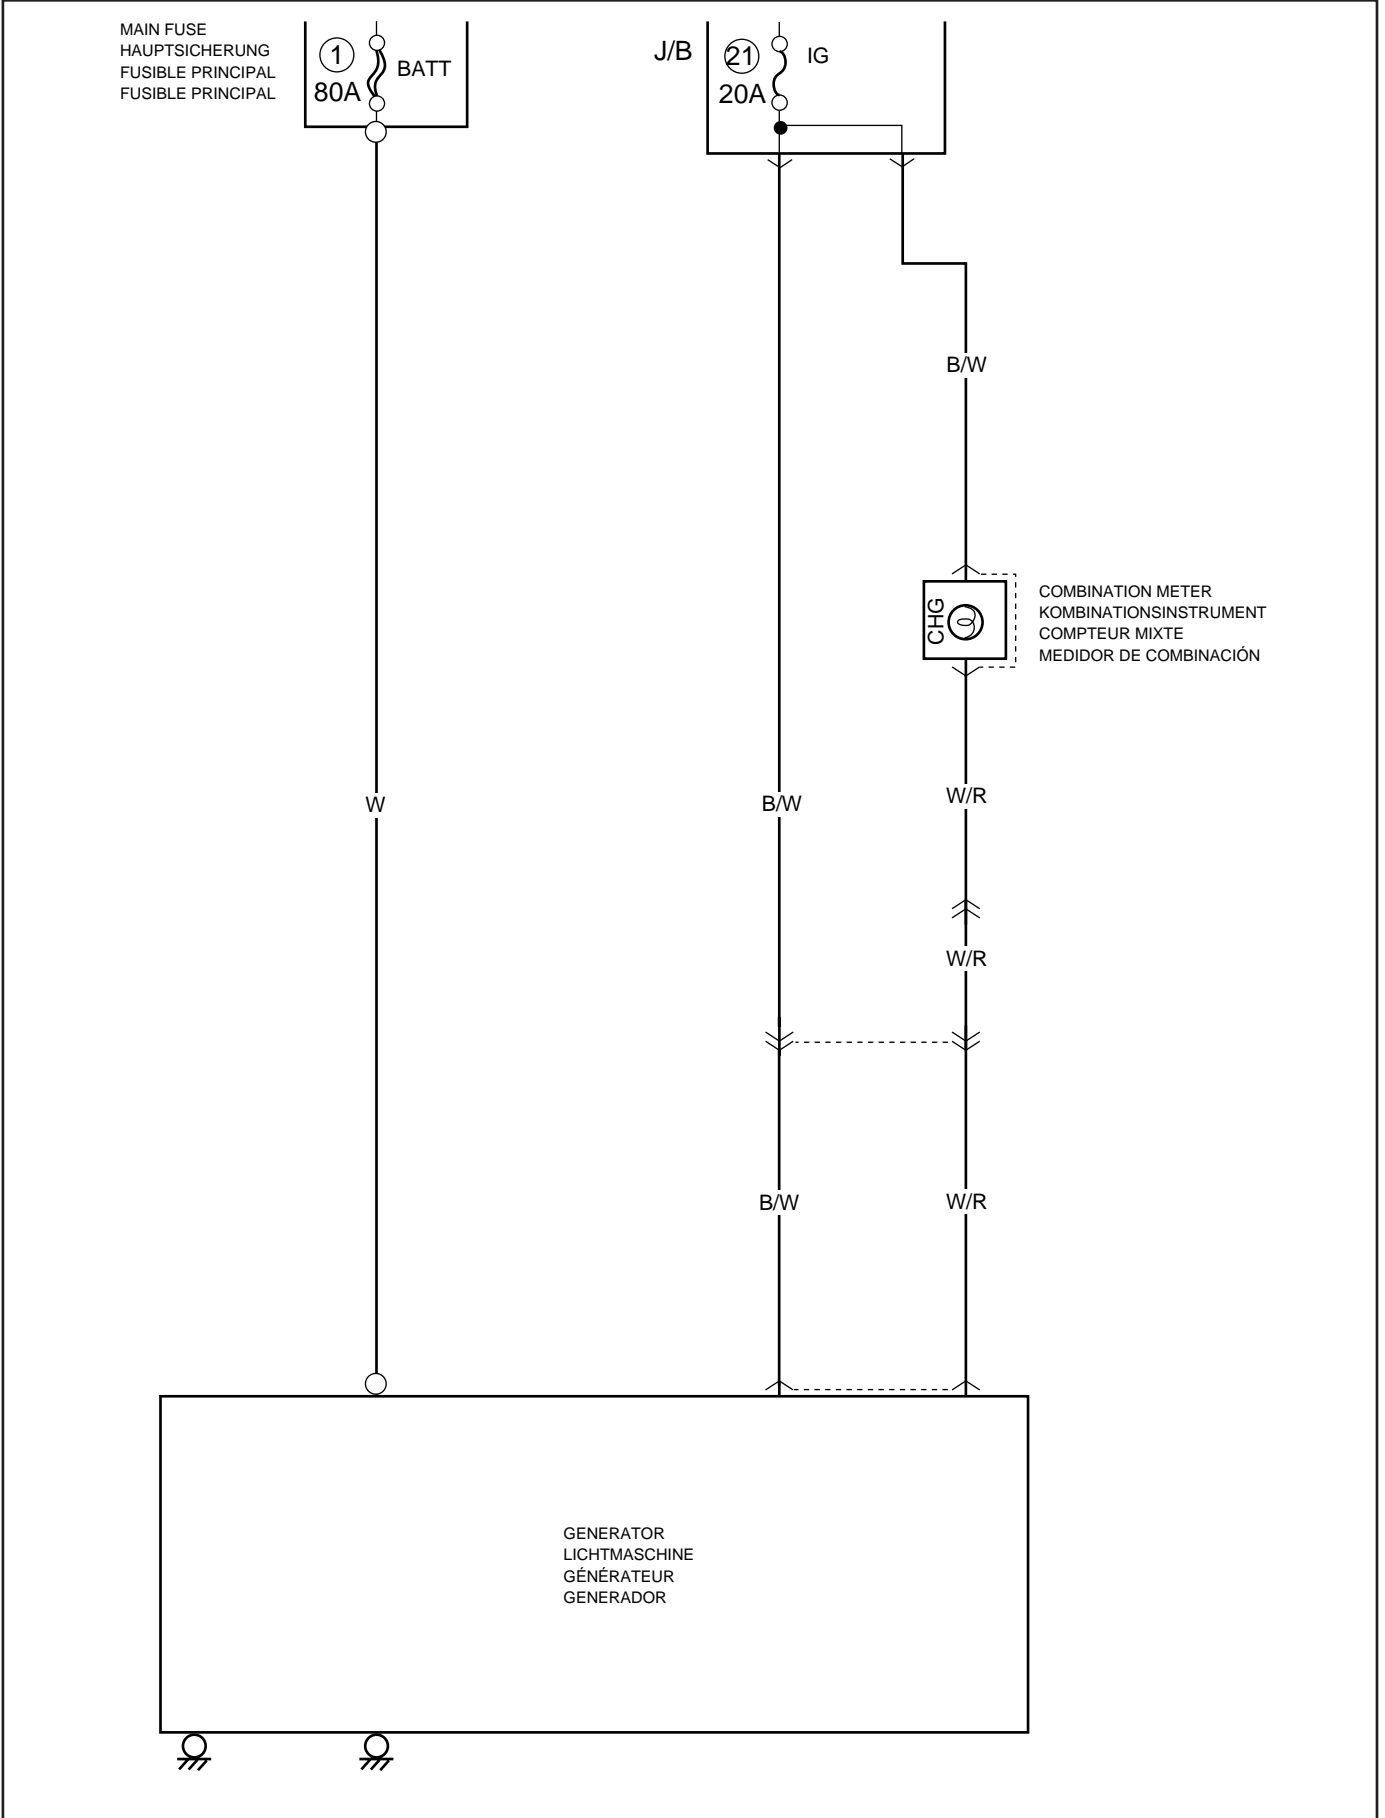 MAIN FUSE
HAUPTSICHERUNG
FUSIBLE PRINCIPAL
FUSIBLE PRINCIPAL
1
80A
BATT
J/B
21
20A
IG
B/W
CHG
COMBINATION METER
KOMBINATIONSINSTRUMENT
COMPTEUR MIXTE
MEDIDOR DE COMBINACIÓN
W
B/W
W/R
W/R
B/W
W/R
GENERATOR
LICHTMASCHINE
GÉNÉRATEUR
GENERADOR